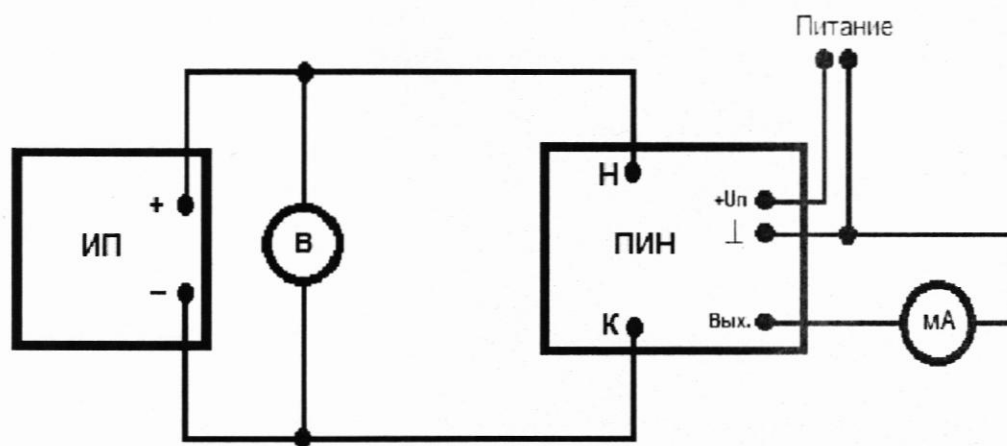 Питание
+
ИП
−
В
Н
ПИН
К
+Uп
⊥
Вых.
мА